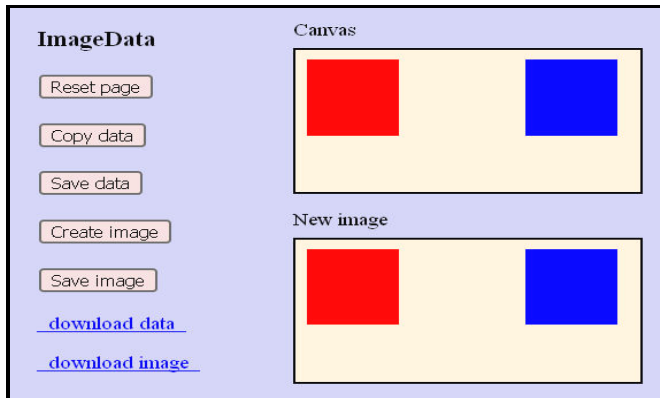 ImageData
Reset page
Copy data
Save data
Create image
Save image
download data
download image
Canvas
New image